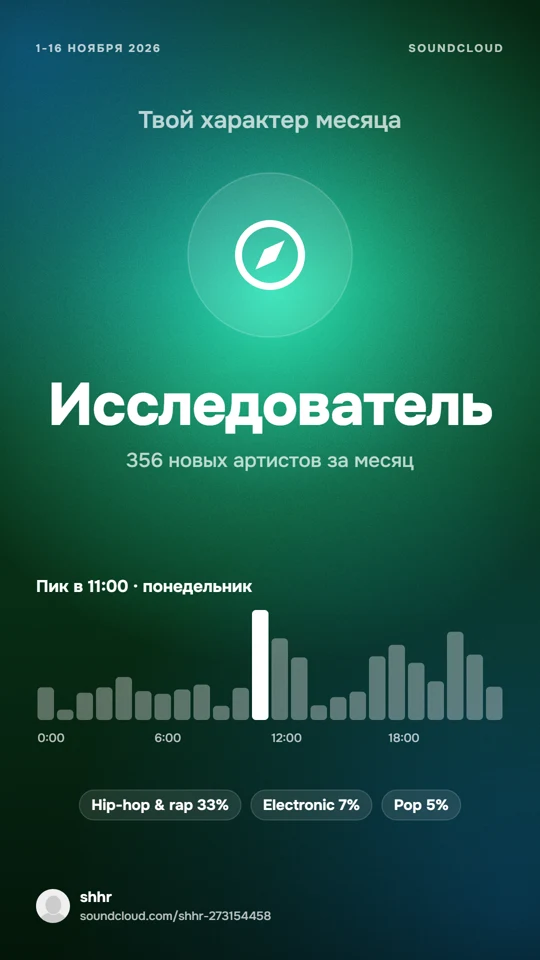 1-16 НОЯБРЯ 2026
SOUNDCLOUD
Твой характер месяца
Исследователь
356 новых артистов за месяц
Пик в 11:00 · понедельник
0:00 6:00 12:00 18:00
Hip-hop & rap 33% Electronic 7% Pop 5%
shhr
soundcloud.com/shhr-273154458